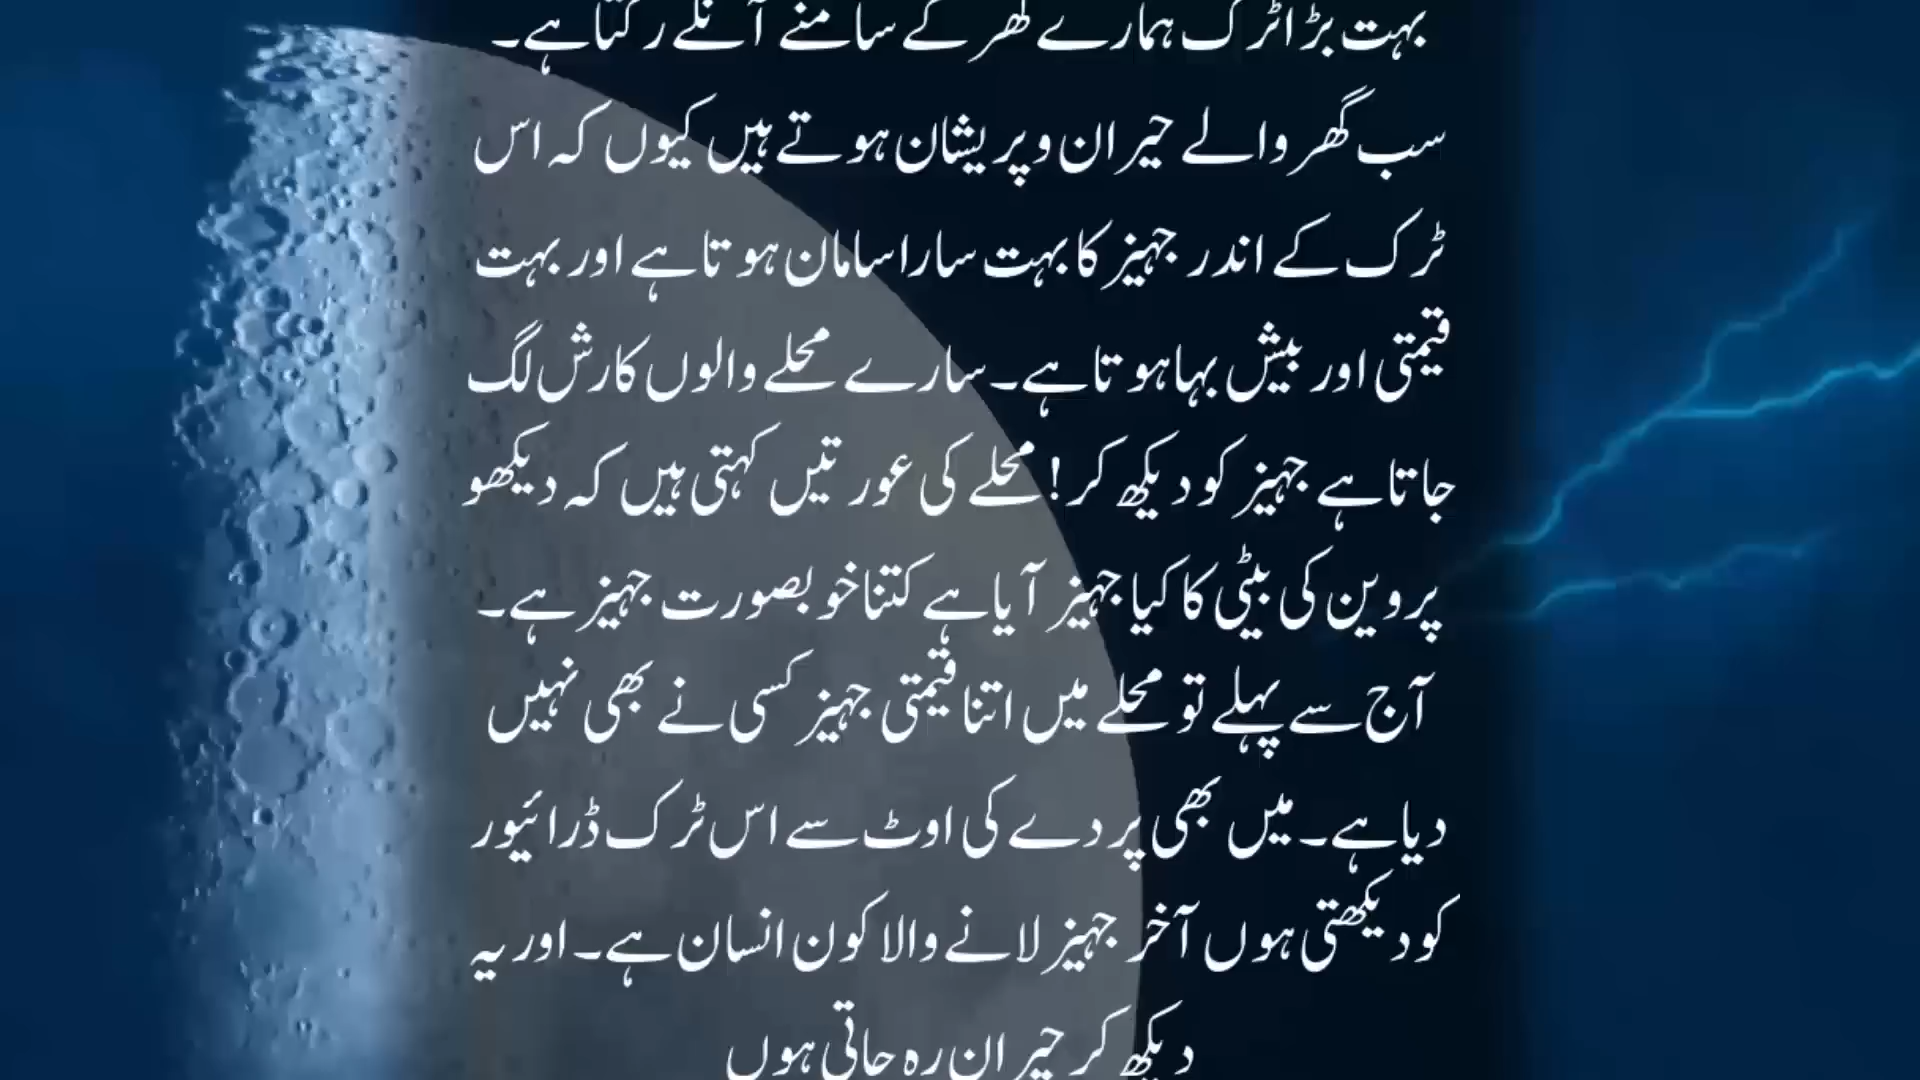 بہت بڑا ٹرک ہمارے گھر کے سامنے آکے رکتا ہے۔
سب گھر والے حیران و پریشان ہوتے ہیں کیوں کہ اس
ٹرک کے اندر جہیز کا بہت سارا سامان ہوتا ہے اور بہت
قیمتی اور بیش بہا ہوتا ہے۔ سارے محلے والوں کا رش لگ
جاتا ہے جہیز کو دیکھ کر! محلے کی عورتیں کہتی ہیں کہ دیکھو
پروین کی بیٹی کا کیا جہیز آیا ہے کتنا خوبصورت جہیز ہے۔
آج سے پہلے تو محلے میں اتنا قیمتی جہیز کسی نے بھی نہیں
دیا ہے۔ میں بھی پردے کی اوٹ سے اس ٹرک ڈرائیور
کو دیکھتی ہوں آخر جہیز لانے والا کون انسان ہے۔ اور یہ
دیکھ کر حیران رہ جاتی ہوں